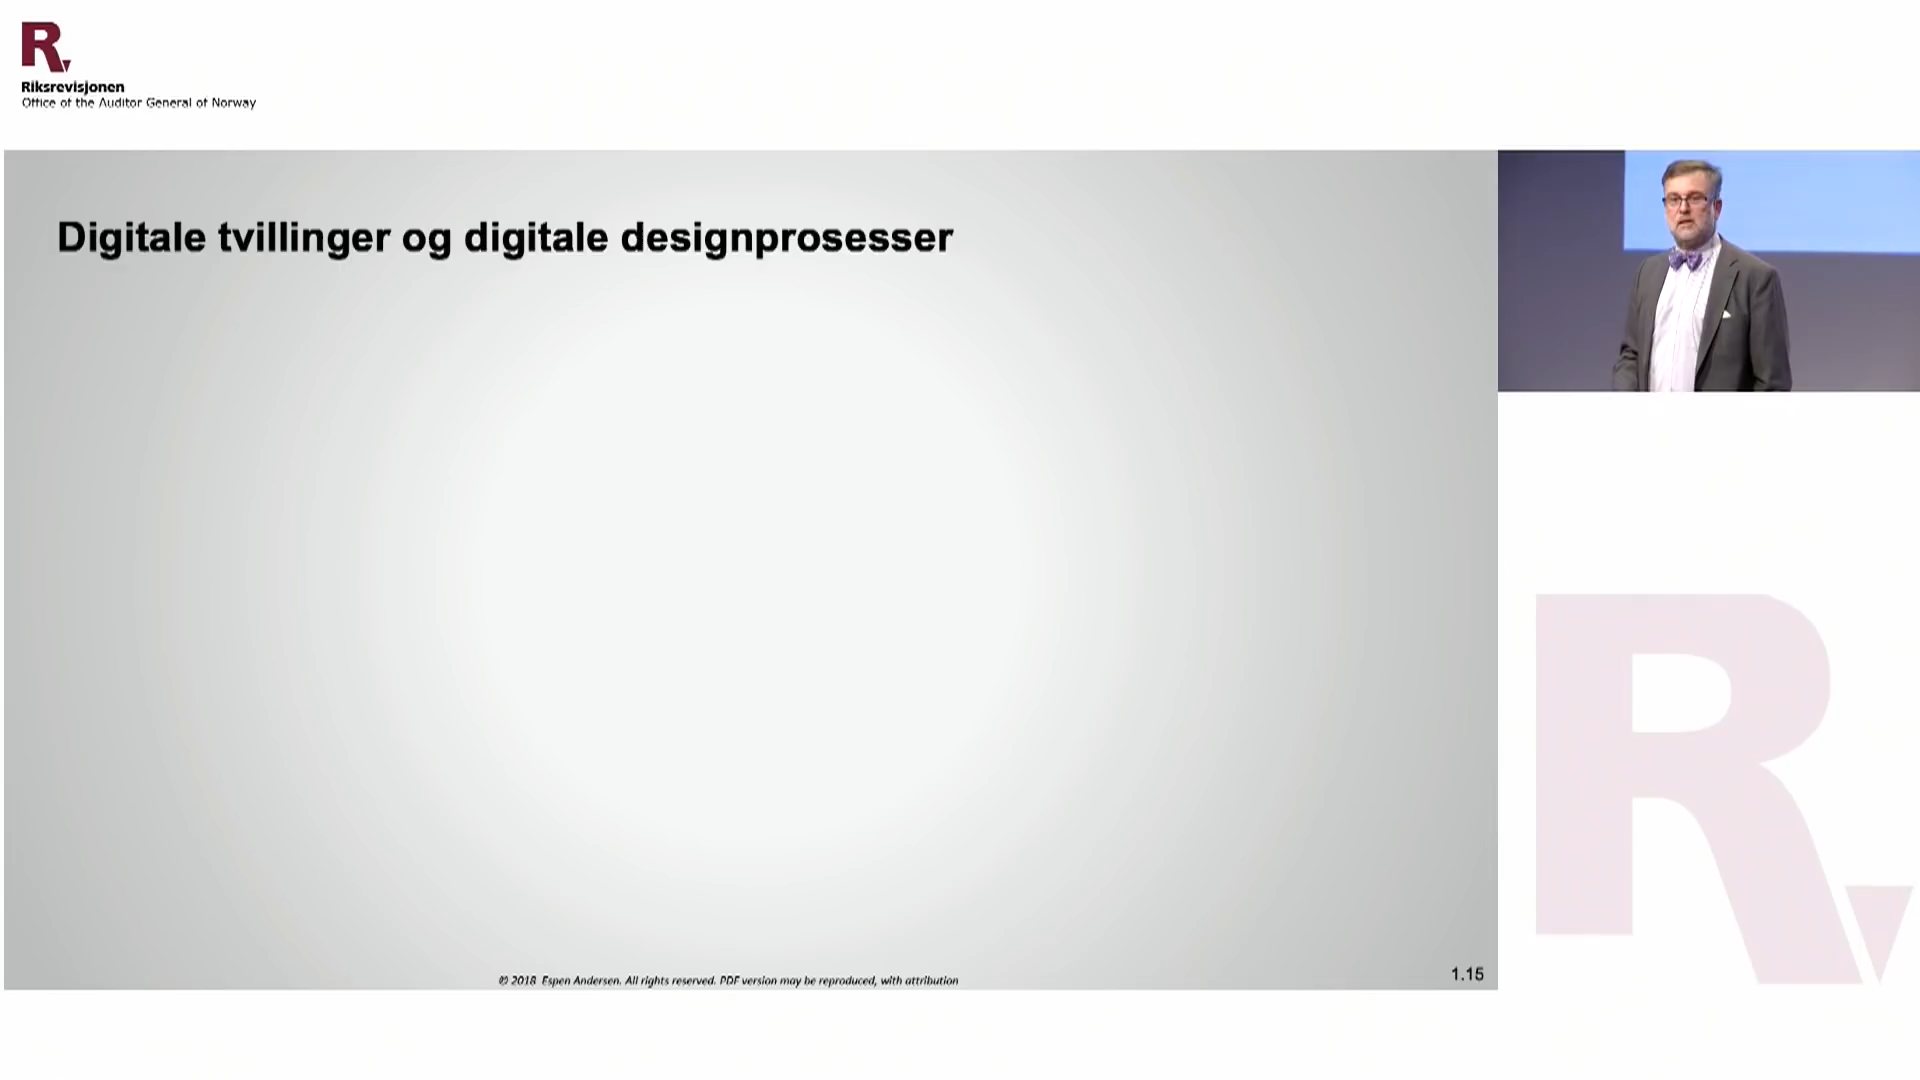 R
Riksrevisjonen
Office of the Auditor General of Norway
Digitale tvillinger og digitale designprosesser
© 2018 Espen Andersen. All rights reserved. PDF version may be reproduced, with attribution
1.15
R